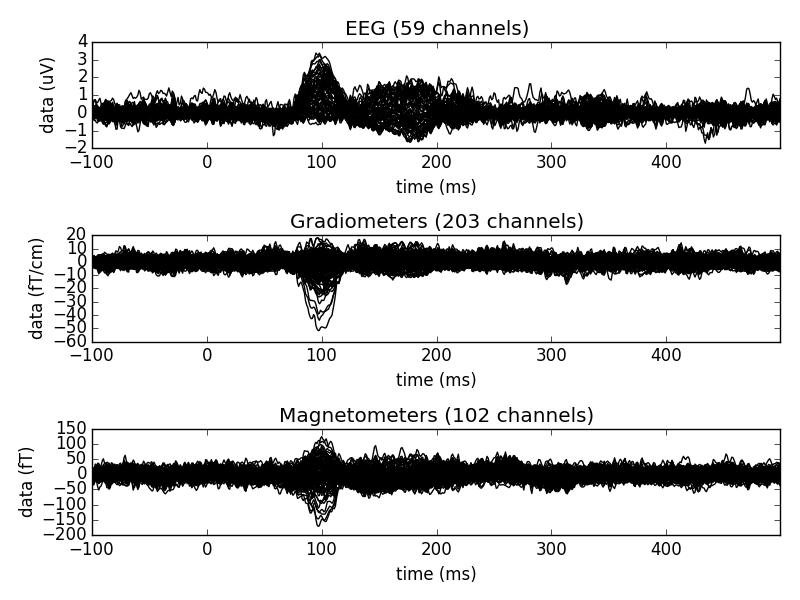 EEG (59 channels)
4
3
2
1
0
−1
−2
data (uV)
−100 0 100 200 300 400
time (ms)
Gradiometers (203 channels)
20
10
0
−10
−20
−30
−40
−50
−60
data (fT/cm)
−100 0 100 200 300 400
time (ms)
Magnetometers (102 channels)
150
100
50
0
−50
−100
−150
−200
data (fT)
−100 0 100 200 300 400
time (ms)